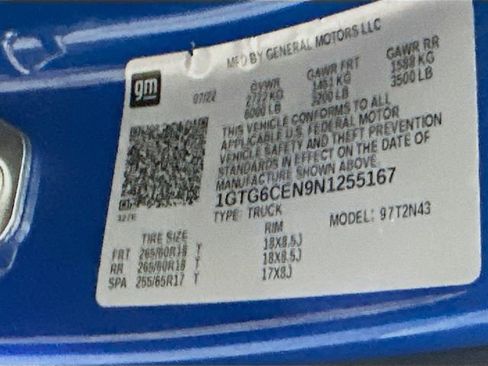 MFD BY GENERAL MOTORS LLC
gm
07/22
GVWR GAWR FRT GAWR RR
2722 KG 1451 KG 1588 KG
6000 LB 3200 LB 3500 LB
THIS VEHICLE CONFORMS TO ALL
APPLICABLE U.S. FEDERAL MOTOR
VEHICLE SAFETY AND THEFT PREVENTION
STANDARDS IN EFFECT ON THE DATE OF
MANUFACTURE SHOWN ABOVE.
1GTG6CEN9N1255167
TYPE: TRUCK MODEL: 97T2N43
TIRE SIZE RIM
FRT 265/60R18 T 18X8.5J
RR 265/60R18 T 18X8.5J
SPA 255/65R17 T 17X8J